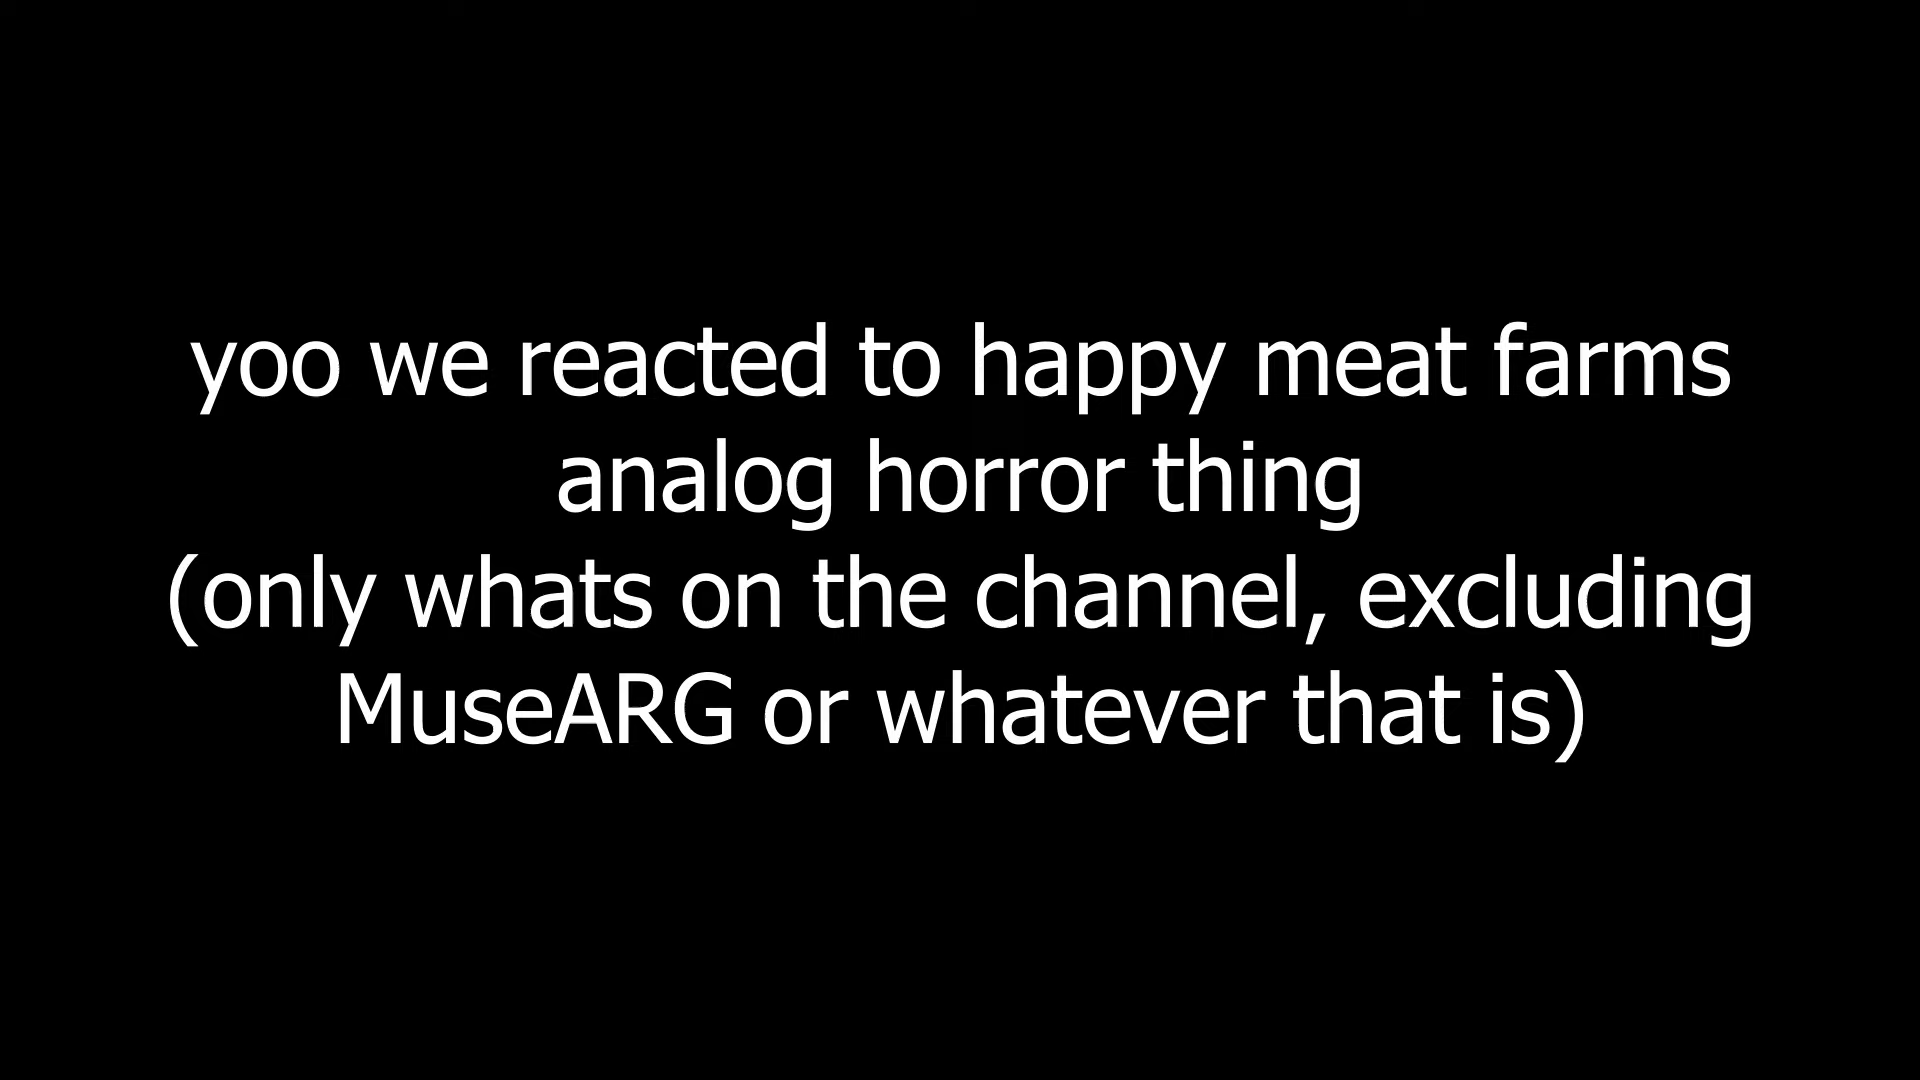 yoo we reacted to happy meat farms
analog horror thing
(only whats on the channel, excluding
MuseARG or whatever that is)